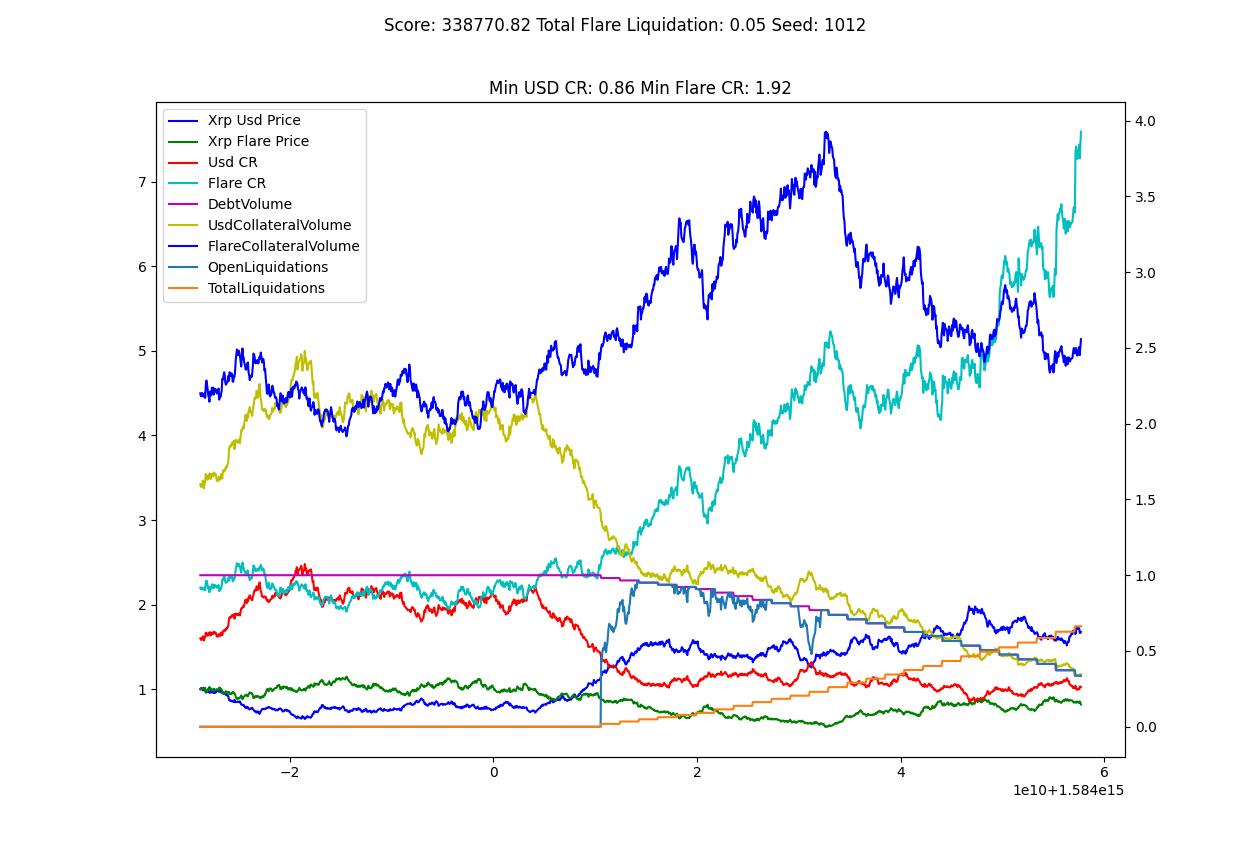 Score: 338770.82 Total Flare Liquidation: 0.05 Seed: 1012
Min USD CR: 0.86 Min Flare CR: 1.92
Xrp Usd Price
Xrp Flare Price
Usd CR
Flare CR
DebtVolume
UsdCollateralVolume
FlareCollateralVolume
OpenLiquidations
TotalLiquidations
7
6
5
4
3
2
1
4.0
3.5
3.0
2.5
2.0
1.5
1.0
0.5
0.0
−2 0 2 4 6
1e10+1.584e15